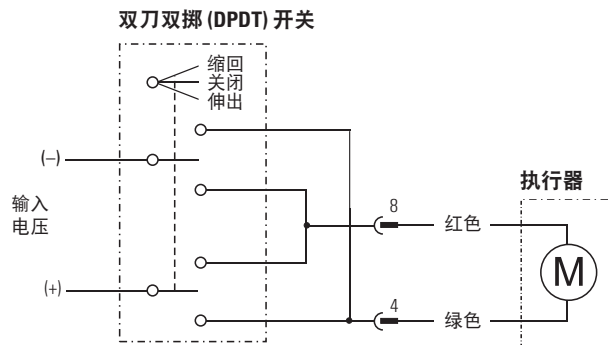 双刀双掷 (DPDT) 开关
缩回
关闭
伸出
(–)
输入
电压
(+)
8
红色
4
绿色
执行器
M